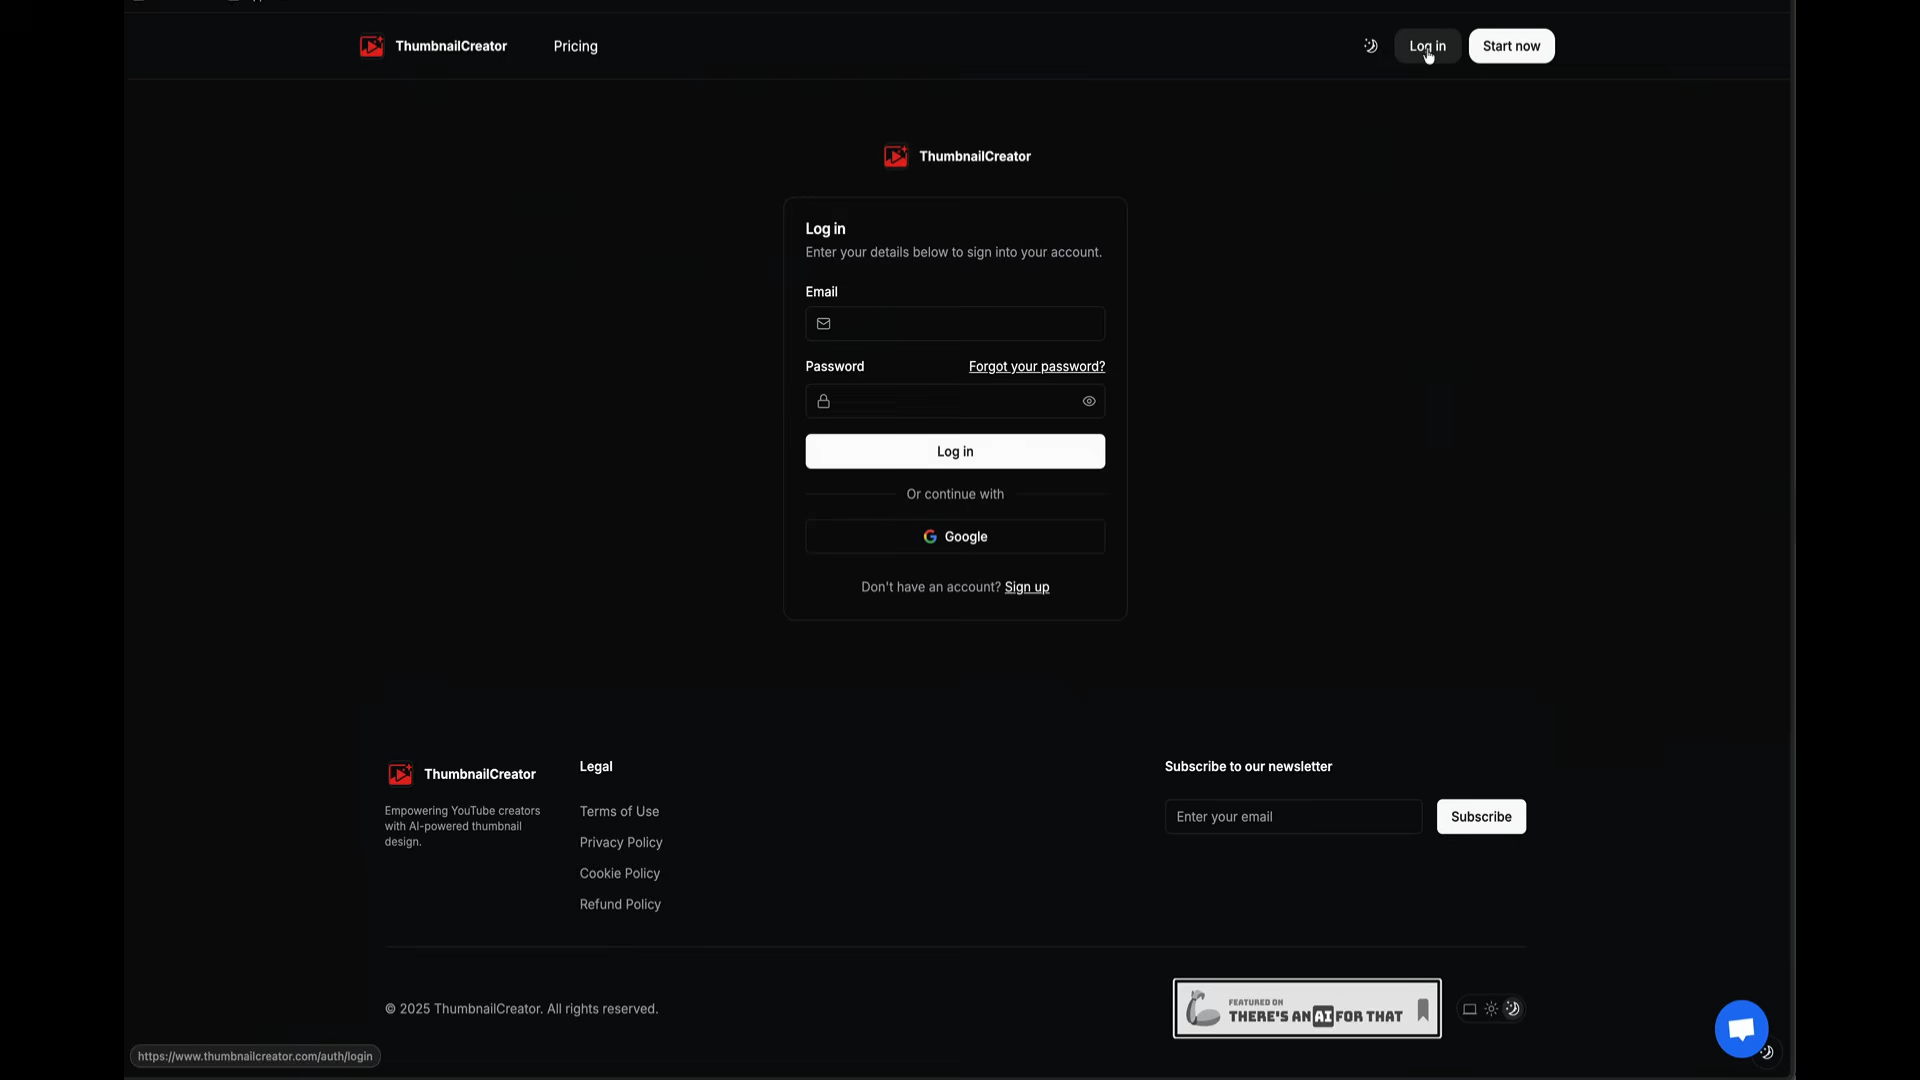 ThumbnailCreator
Pricing
Log in
Start now
ThumbnailCreator
Log in
Enter your details below to sign into your account.
Email
Password
Forgot your password?
Log in
Or continue with
Google
Don't have an account? Sign up
ThumbnailCreator
Empowering YouTube creators
with AI-powered thumbnail
design.
Legal
Terms of Use
Privacy Policy
Cookie Policy
Refund Policy
Subscribe to our newsletter
Enter your email
Subscribe
© 2025 ThumbnailCreator. All rights reserved.
FEATURED ON
THERE'S AN AI FOR THAT
https://www.thumbnailcreator.com/auth/login